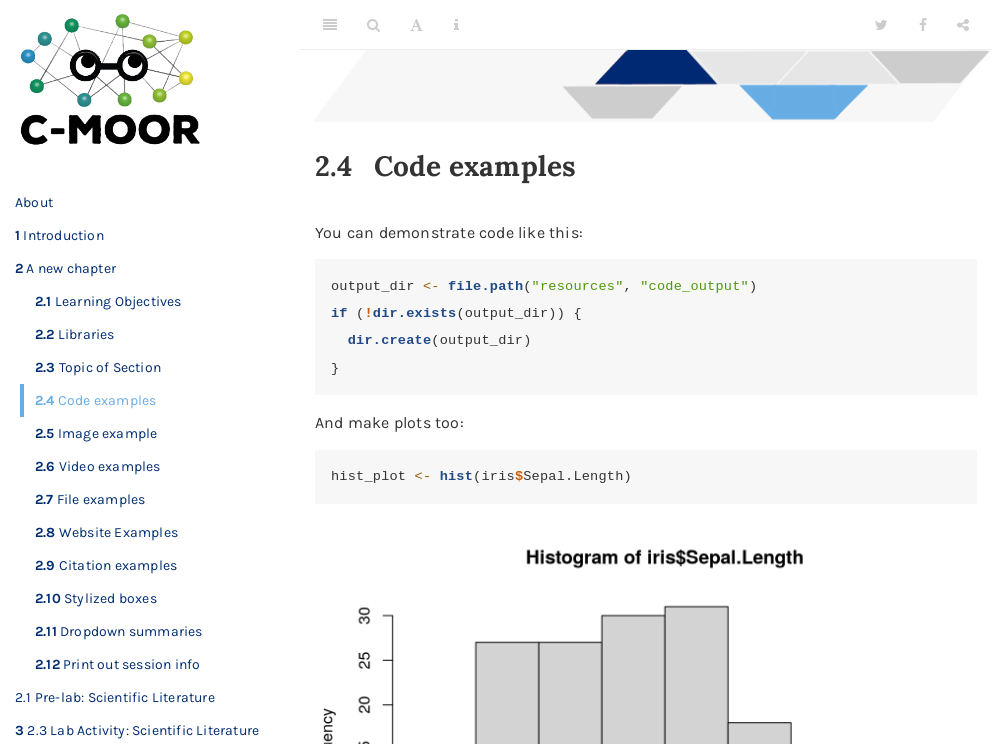 C-MOOR
About
1 Introduction
2 A new chapter
2.1 Learning Objectives
2.2 Libraries
2.3 Topic of Section
2.4 Code examples
2.5 Image example
2.6 Video examples
2.7 File examples
2.8 Website Examples
2.9 Citation examples
2.10 Stylized boxes
2.11 Dropdown summaries
2.12 Print out session info
2.1 Pre-lab: Scientific Literature
3 2.3 Lab Activity: Scientific Literature
A i
2.4 Code examples
You can demonstrate code like this:
output_dir <- file.path("resources", "code_output")
if (!dir.exists(output_dir)) {
  dir.create(output_dir)
}
And make plots too:
hist_plot <- hist(iris$Sepal.Length)
Histogram of iris$Sepal.Length
30
25
20